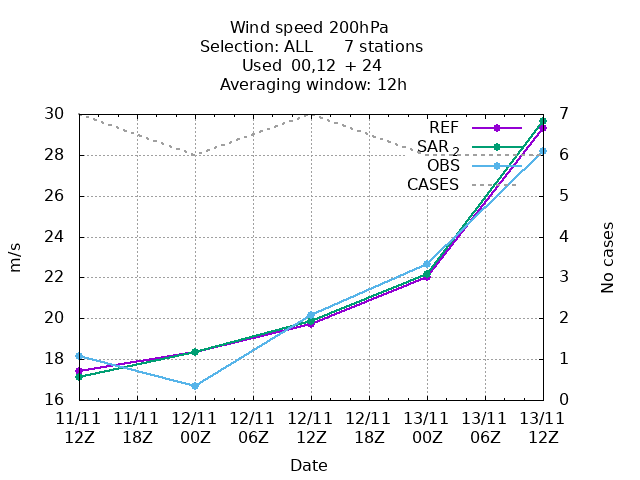 Wind speed 200hPa
Selection: ALL 7 stations
Used 00,12 + 24
Averaging window: 12h
30 7
REF
SAR 2
28 6
OBS
CASES
26 5
24 4
m/s
No cases
22 3
20 2
18 1
16 0
11/11 11/11 12/11 12/11 12/11 12/11 13/11 13/11 13/11
12Z 18Z 00Z 06Z 12Z 18Z 00Z 06Z 12Z
Date